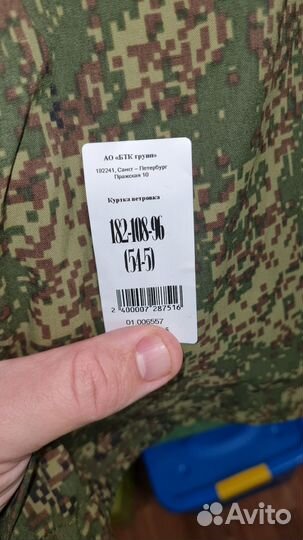 АО «БТК групп»
192241, Санкт – Петербург
Пражская 10
Куртка ветровка
182-108-96
(54-5)
2 400007 287516
01 006557
Avito